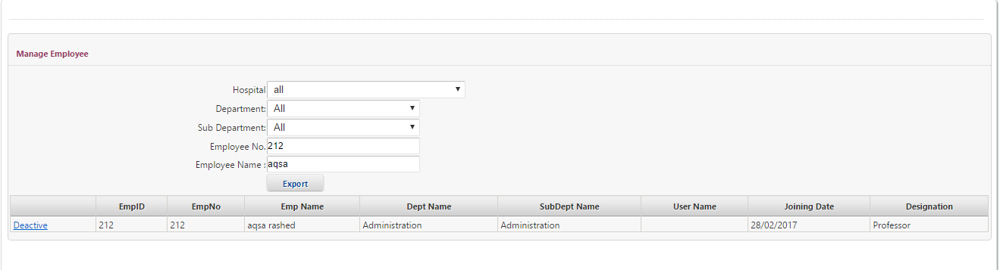 Manage Employee
Hospital all
Department: All
Sub Department: All
Employee No. 212
Employee Name : aqsa
Export
EmpID EmpNo Emp Name Dept Name SubDept Name User Name Joining Date Designation
Deactive 212 212 aqsa rashed Administration Administration 28/02/2017 Professor